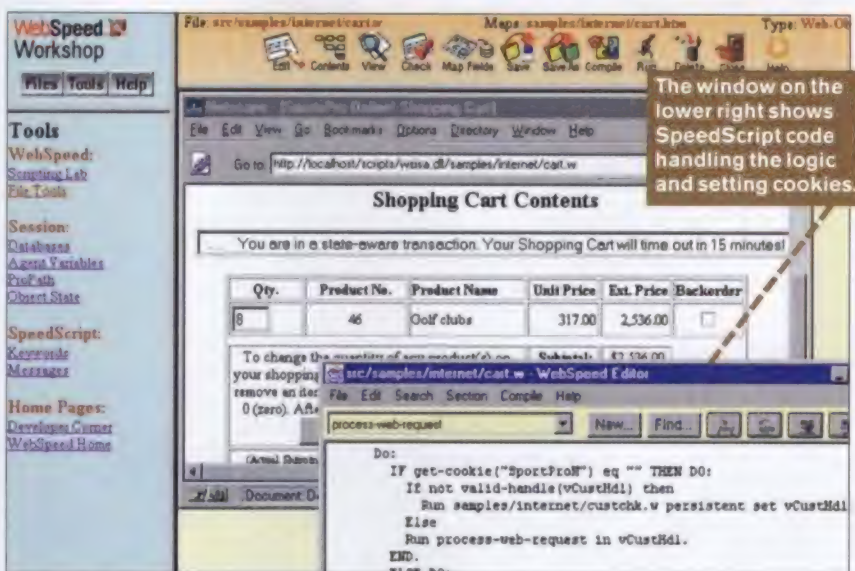 WebSpeed
Workshop
Files Tools Help
Tools
WebSpeed:
Scripting Lab
File Tools
Session:
Databases
Agent Variables
ProPath
Object State
SpeedScript:
Keywords
Messages
Home Pages:
Developer Corner
WebSpeed Home
File: src/samples/internet/cart.w Maps: samples/internet/cart.htm Type: Web-Ob
Edit Contents View Check Map Fields Save Save As Compile Run Delete Close Help
The window on the
lower right shows
SpeedScript code
handling the logic
and setting cookies.
Netscape - Shopping Cart]
File Edit View Go Bookmarks Options Directory Window Help
Go to: http://localhost/scripts/wsisa.dll/samples/internet/cart.w
Shopping Cart Contents
You are in a state-aware transaction. Your Shopping Cart will time out in 15 minutes!
Qty. Product No. Product Name Unit Price Ext. Price Backorder
8 46 Golf clubs 317.00 2,536.00
To change the quantity of any product(s) on Subtotal: $2,536.00
your shopping
remove an item
0 (zero).
Document: D
src/samples/internet/cart.w - WebSpeed Editor
File Edit Search Section Compile Help
process-web-request New... Find...
Do:
IF get-cookie("SportProN") eq "" THEN DO:
If not valid-handle(vCustHdl) then
Run samples/internet/custchk.w persistent set vCustHdl
Else
Run process-web-request in vCustHdl.
END.
ELSE DO: